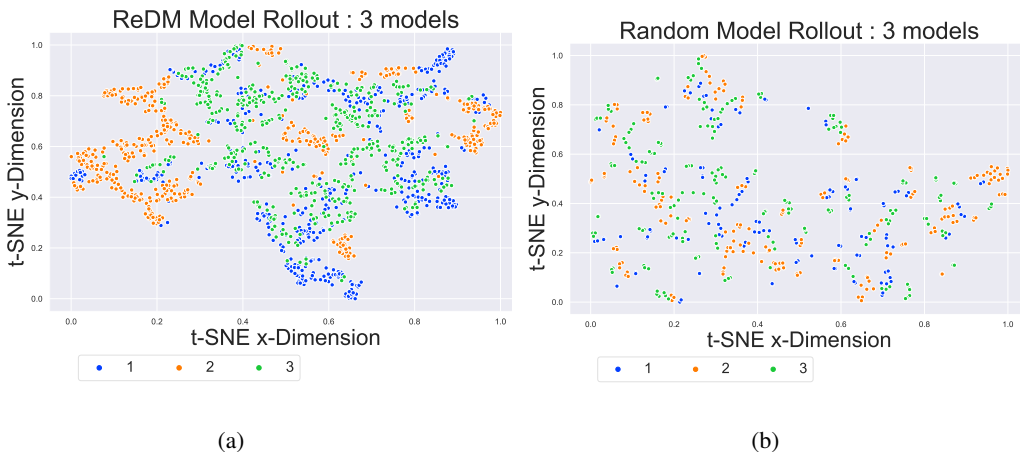 ReDM Model Rollout : 3 models
t-SNE y-Dimension
1.0
0.8
0.6
0.4
0.2
0.0
0.0 0.2 0.4 0.6 0.8 1.0
t-SNE x-Dimension
1 2 3
(a)
Random Model Rollout : 3 models
t-SNE y-Dimension
1.0
0.8
0.6
0.4
0.2
0.0
0.0 0.2 0.4 0.6 0.8 1.0
t-SNE x-Dimension
1 2 3
(b)